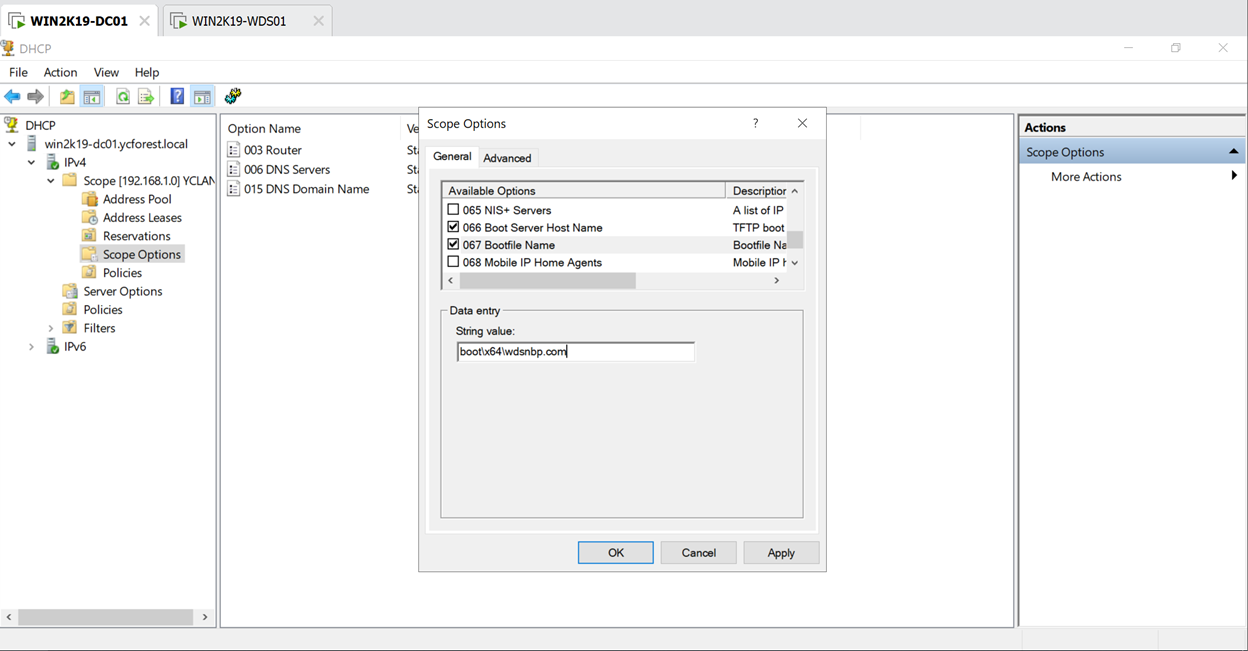 WIN2K19-DC01
WIN2K19-WDS01
DHCP
File Action View Help
DHCP
win2k19-dc01.ycforest.local
IPv4
Scope [192.168.1.0] YCLAN
Address Pool
Address Leases
Reservations
Scope Options
Policies
Server Options
Policies
Filters
IPv6
Option Name
Ve
003 Router
St
006 DNS Servers
St
015 DNS Domain Name
St
Scope Options
?
General
Advanced
Available Options
Description
065 NIS+ Servers
A list of IP
066 Boot Server Host Name
TFTP boot
067 Bootfile Name
Bootfile Na
068 Mobile IP Home Agents
Mobile IP
Data entry
String value:
boot\x64\wdsnbp.com
OK
Cancel
Apply
Actions
Scope Options
More Actions